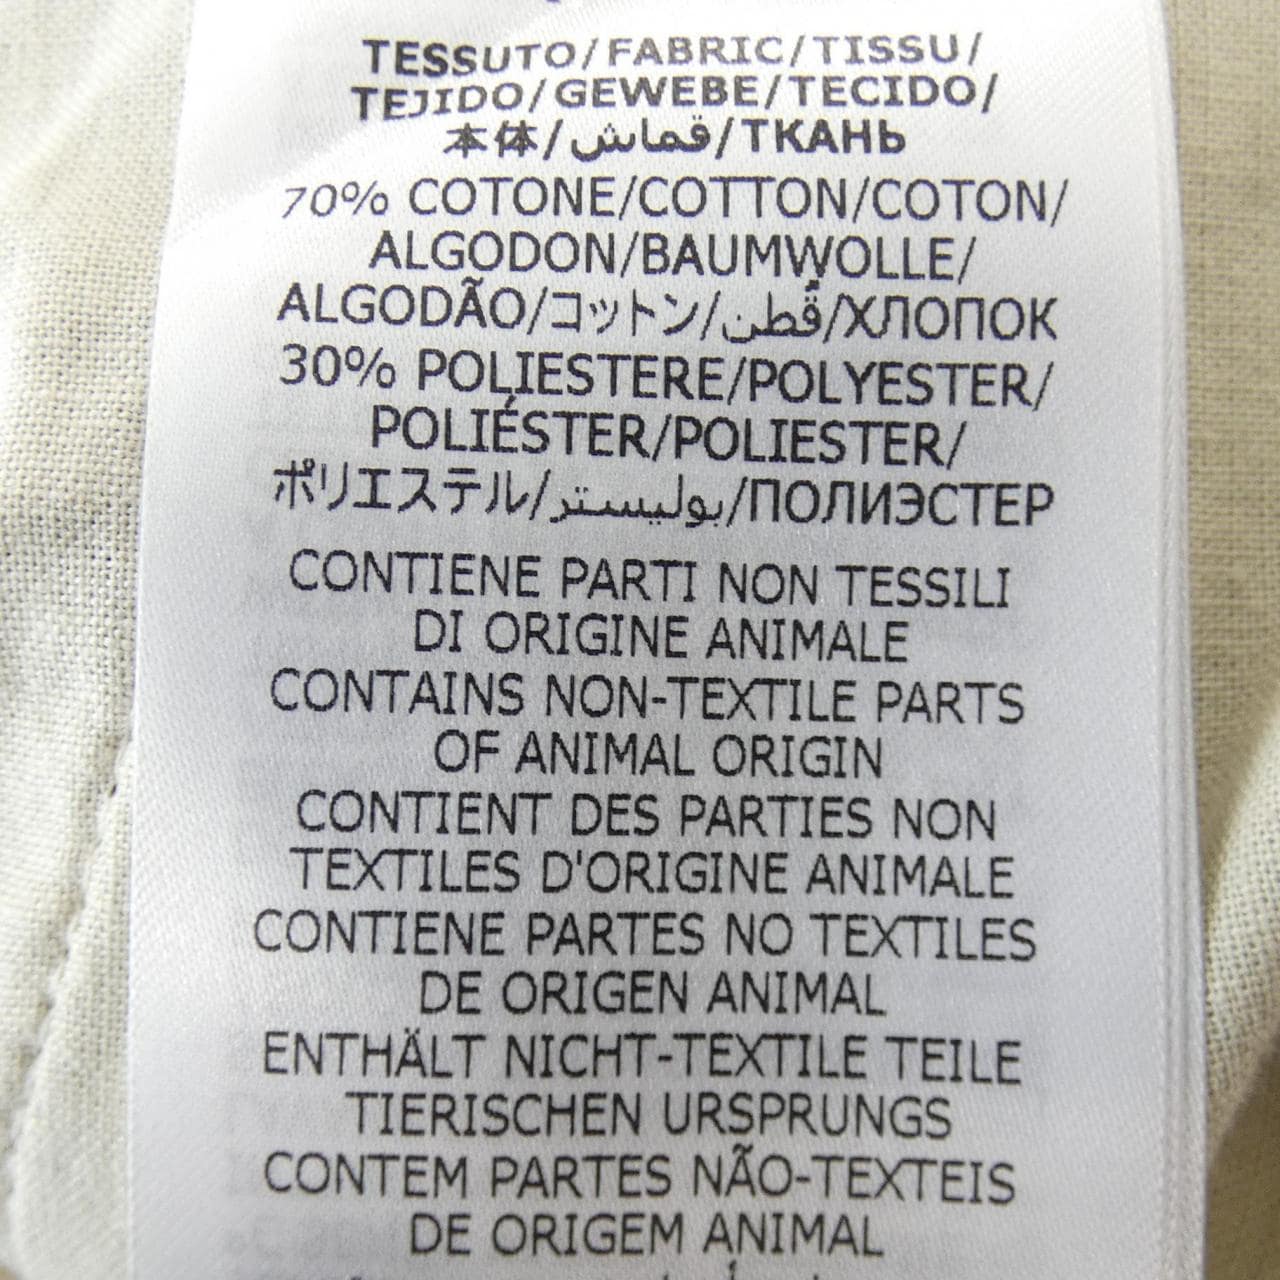 TESSUTO/FABRIC/TISSU/
TEJIDO/GEWEBE/TECIDO/
本体/قماش/ТКАНЬ
70% COTONE/COTTON/COTON/
ALGODON/BAUMWOLLE/
ALGODÃO/コットン/قُطن/ХЛОПОК
30% POLIESTERE/POLYESTER/
POLIÉSTER/POLIESTER/
ポリエステル/بوليستر/ПОЛИЭСТЕР
CONTIENE PARTI NON TESSILI
DI ORIGINE ANIMALE
CONTAINS NON-TEXTILE PARTS
OF ANIMAL ORIGIN
CONTIENT DES PARTIES NON
TEXTILES D'ORIGINE ANIMALE
CONTIENE PARTES NO TEXTILES
DE ORIGEN ANIMAL
ENTHÄLT NICHT-TEXTILE TEILE
TIERISCHEN URSPRUNGS
CONTEM PARTES NÃO-TEXTEIS
DE ORIGEM ANIMAL